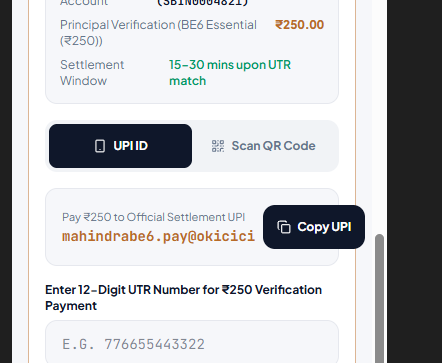 Account (SBIN0004821)
Principal Verification (BE6 Essential ₹250.00
(₹250))
Settlement 15-30 mins upon UTR
Window match
UPI ID Scan QR Code
Pay ₹250 to Official Settlement UPI
mahindrabe6.pay@okicici Copy UPI
Enter 12-Digit UTR Number for ₹250 Verification
Payment
E.G. 776655443322